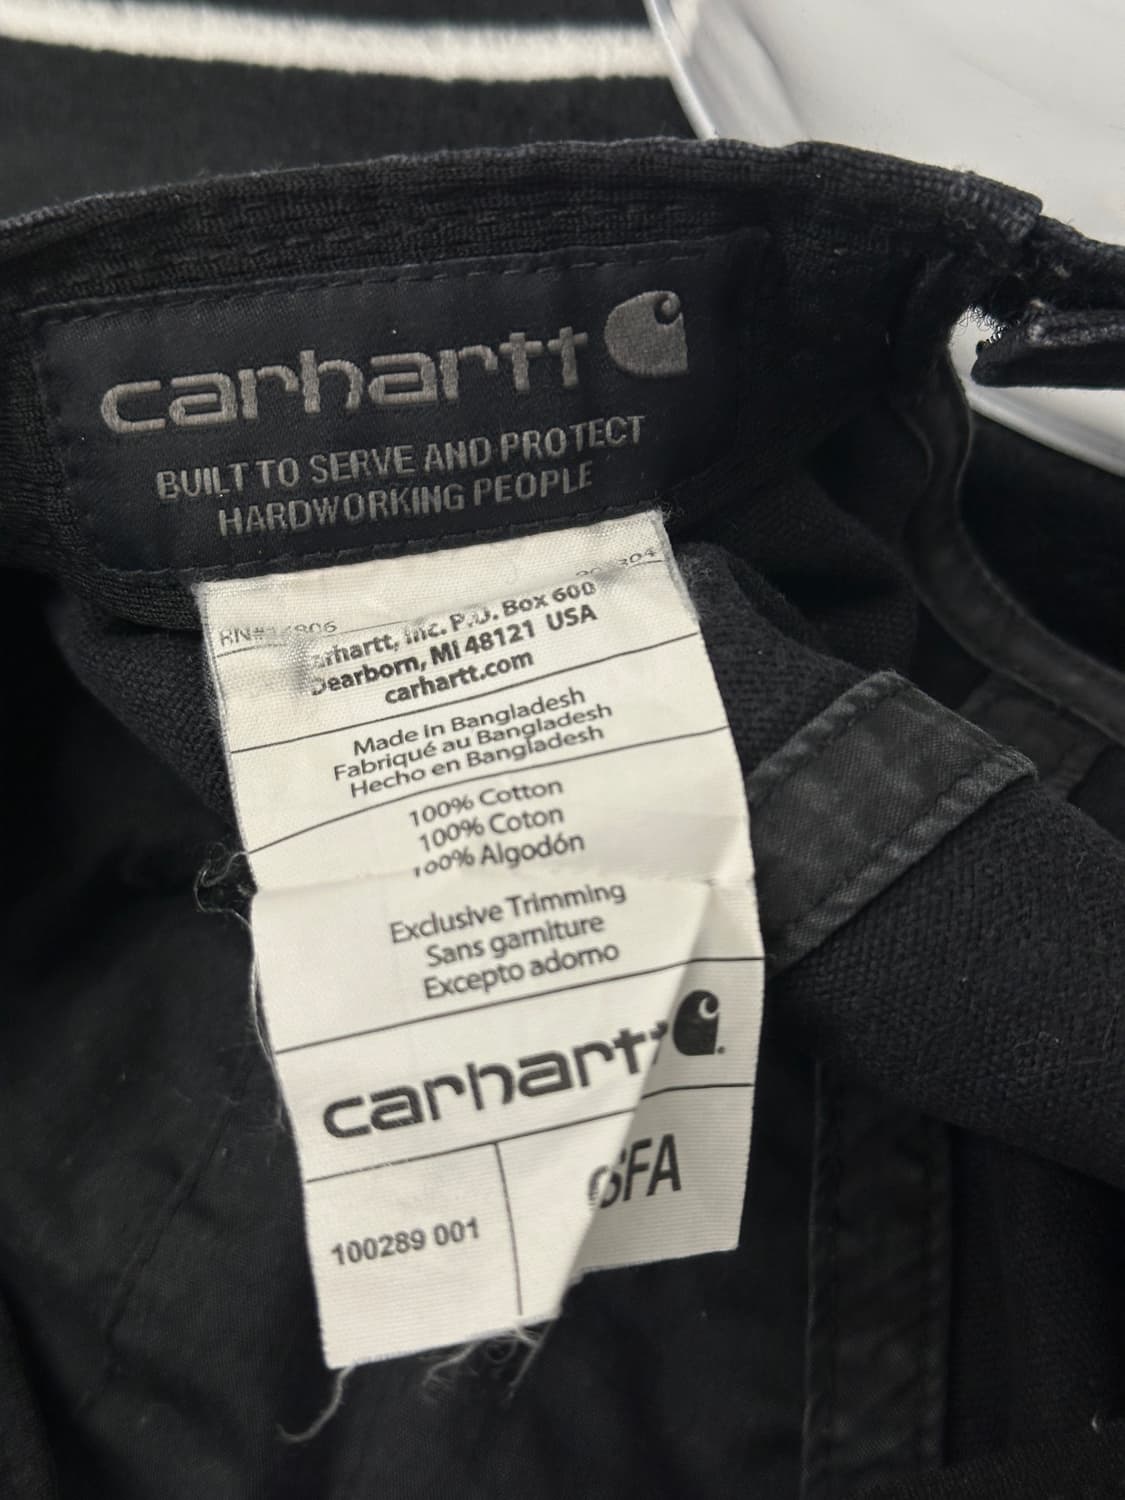 carhartt
BUILT TO SERVE AND PROTECT
HARDWORKING PEOPLE
Inc. P.O. Box 600
Dearborn, MI 48121 USA
carhartt.com
Made In Bangladesh
Fabriqué au Bangladesh
Hecho en Bangladesh
100% Cotton
100% Coton
100% Algodón
Exclusive Trimming
Sans garniture
Excepto adorno
carhartt
100289 001